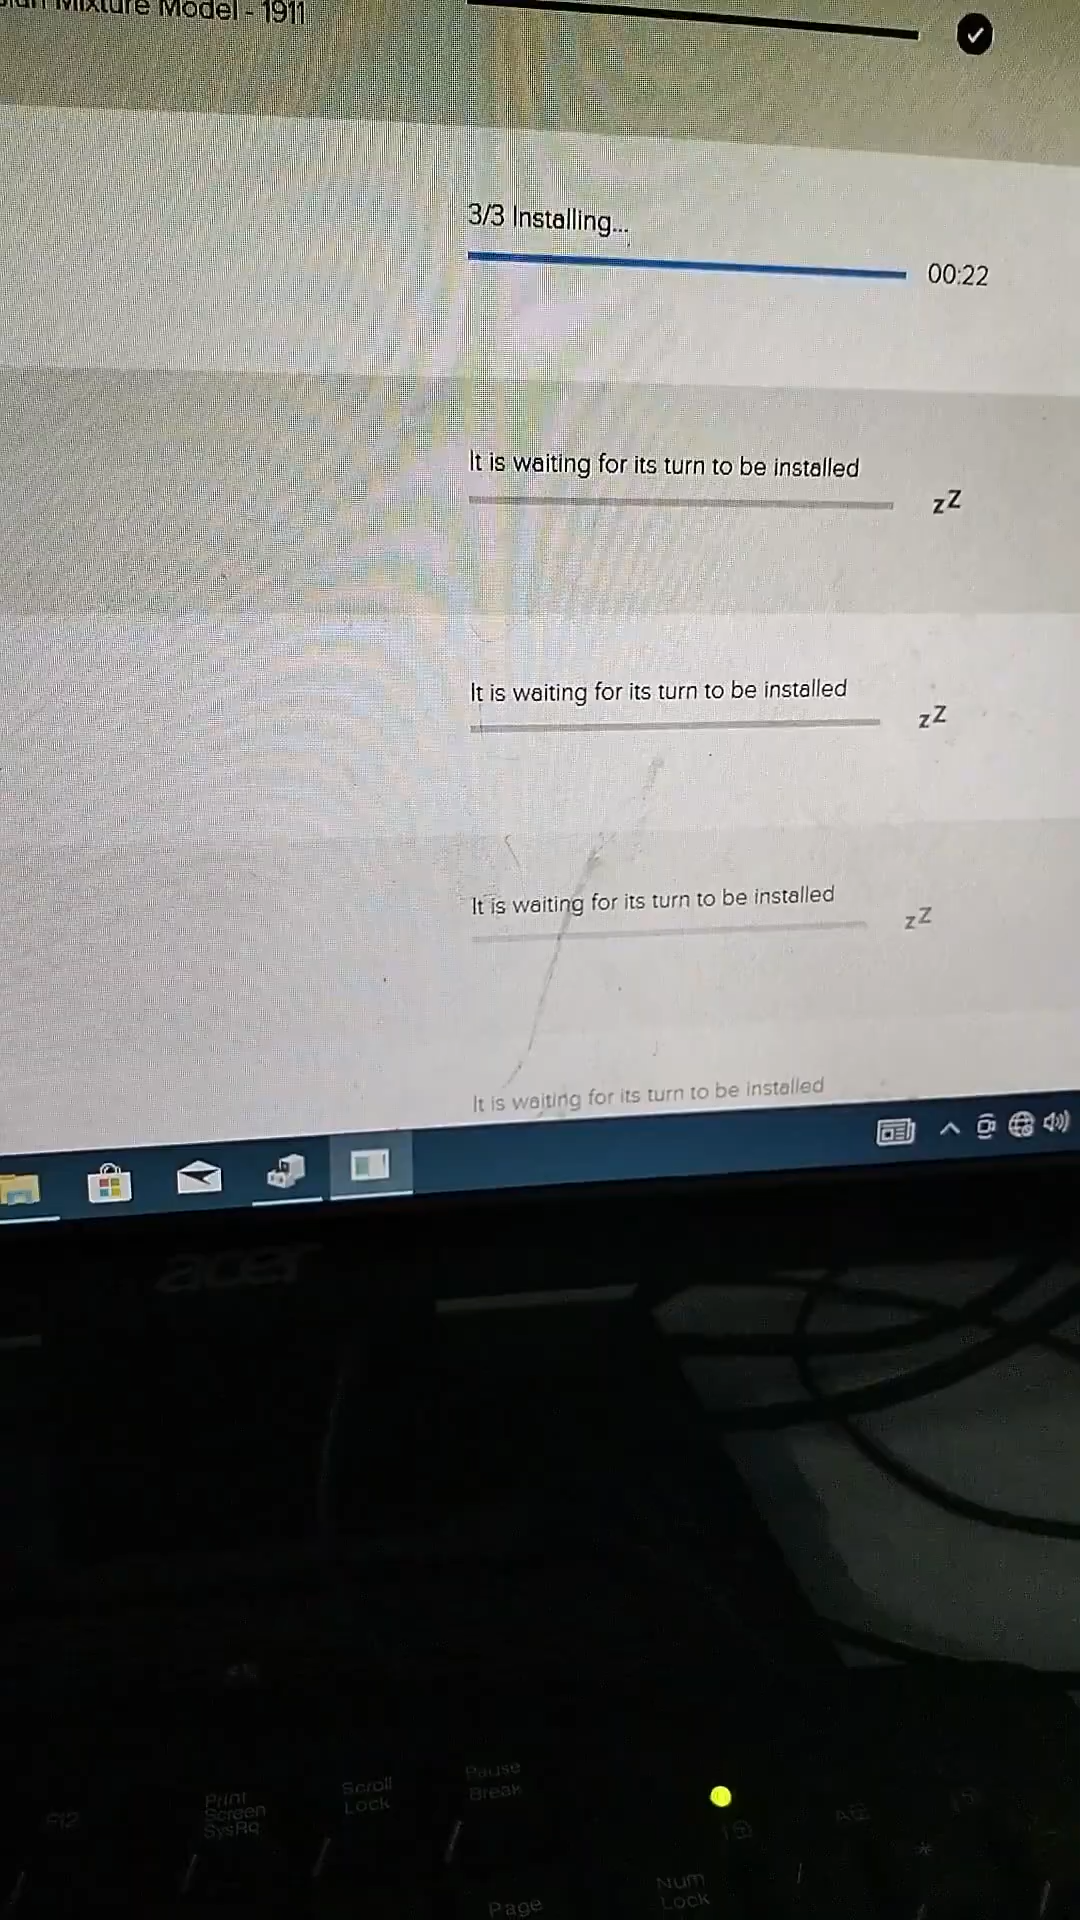 Mixture Model - 1911
3/3 Installing...
00:22
It is waiting for its turn to be installed
zZ
It is waiting for its turn to be installed
zZ
It is waiting for its turn to be installed
zZ
It is waiting for its turn to be installed
acer
F12
Print
Screen
SysRq
Scroll
Lock
Pause
Break
Page
Num
Lock